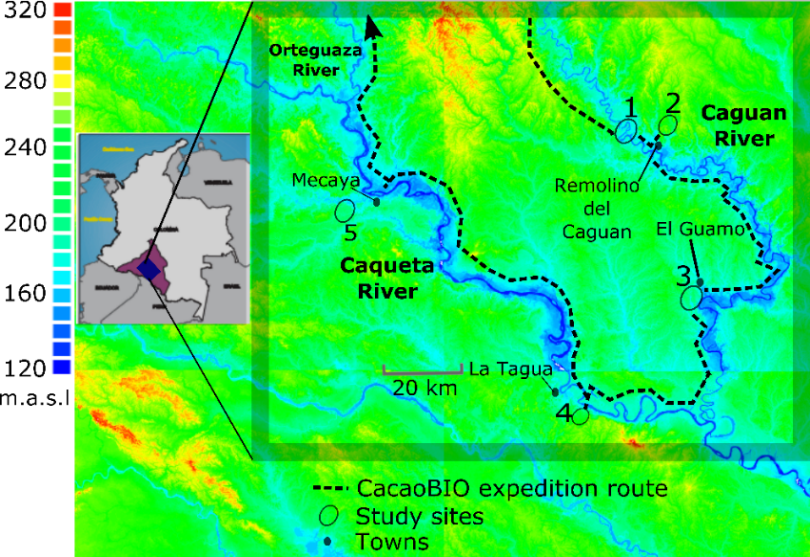 320
280
240
200
160
120
m.a.s.l
Orteguaza
River
1
2
Caguan
River
Mecaya
5
Remolino
del
Caguan
El Guamo
3
Caqueta
River
20 km
La Tagua
4
CacaoBIO expedition route
Study sites
Towns